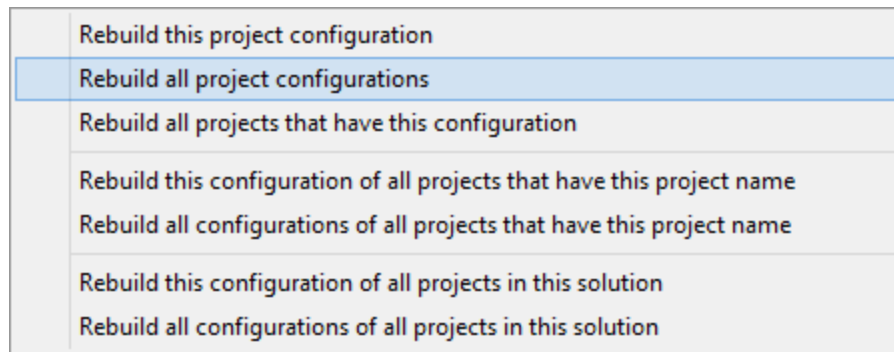 Rebuild this project configuration
Rebuild all project configurations
Rebuild all projects that have this configuration
Rebuild this configuration of all projects that have this project name
Rebuild all configurations of all projects that have this project name
Rebuild this configuration of all projects in this solution
Rebuild all configurations of all projects in this solution